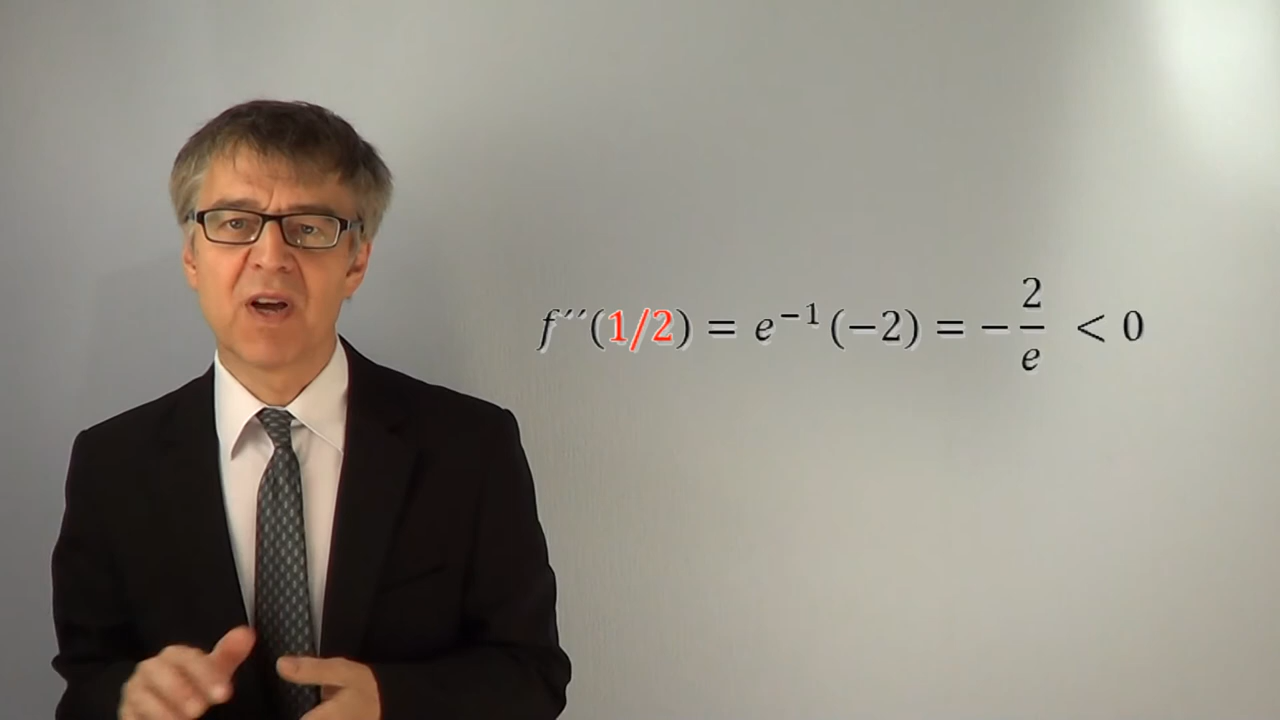 f´´(1/2) = e⁻¹(−2) = −2/e < 0